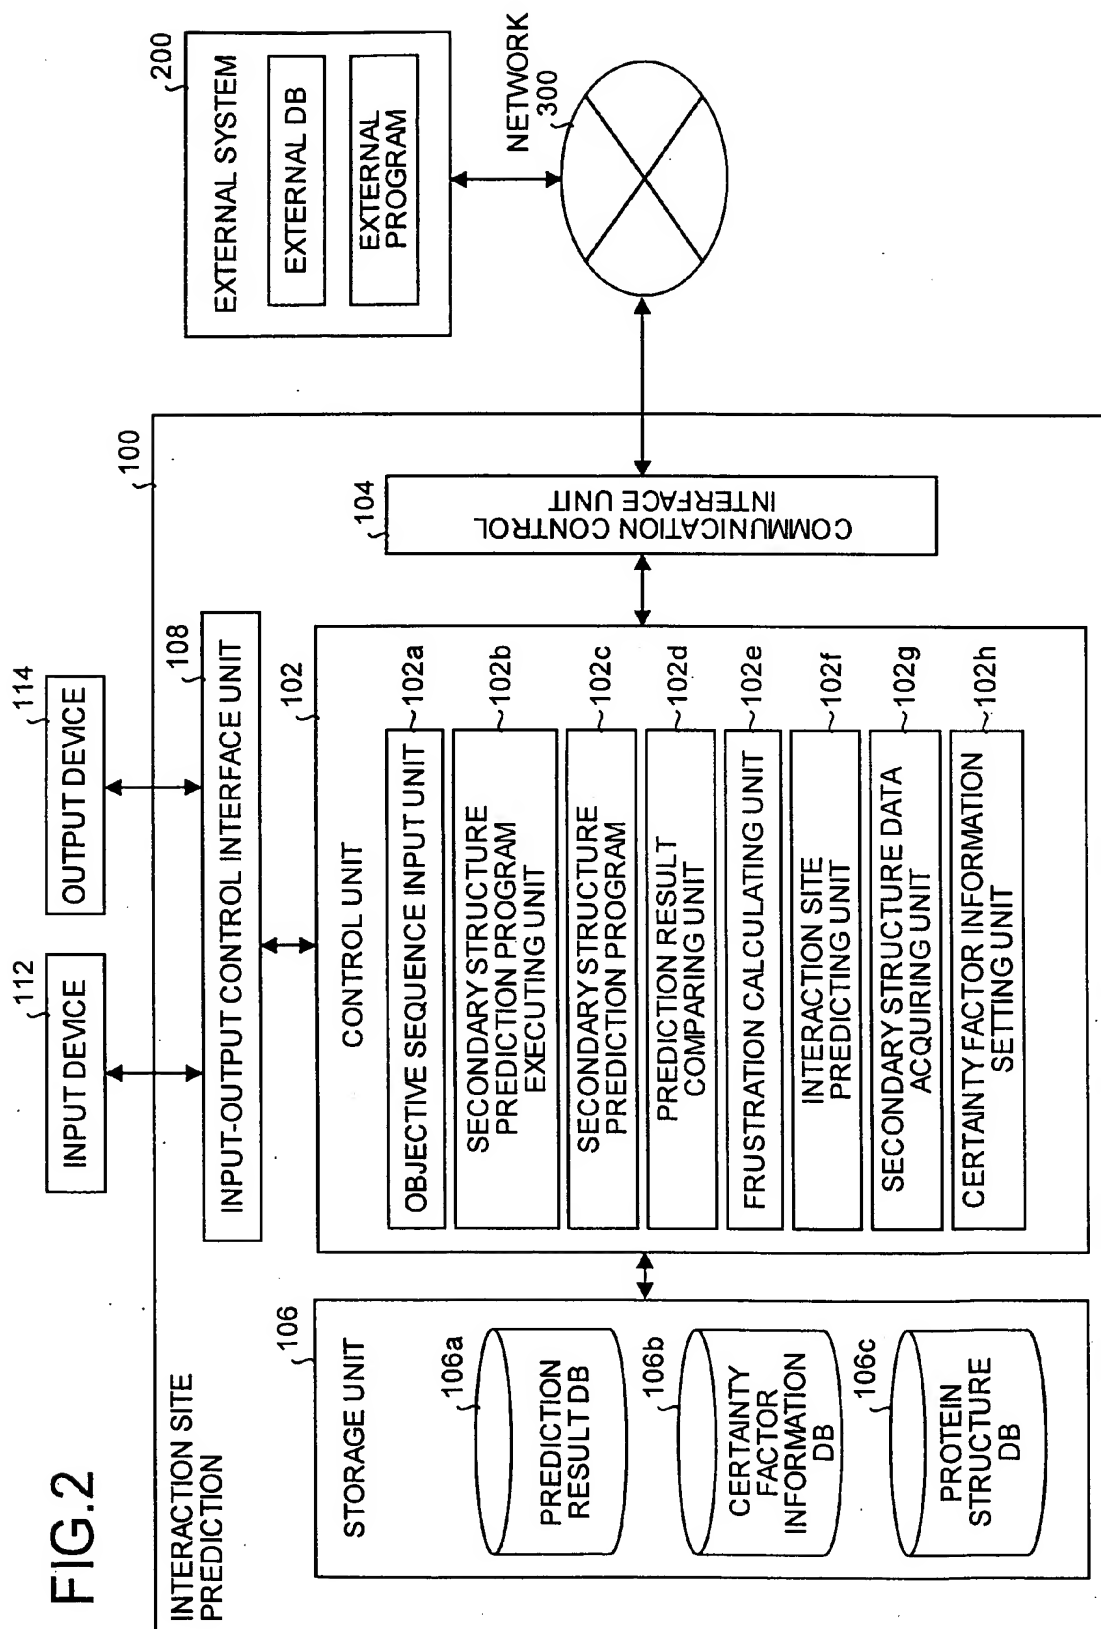 FIG.2
INTERACTION SITE
PREDICTION
100
INPUT DEVICE
112
OUTPUT DEVICE
114
INPUT-OUTPUT CONTROL INTERFACE UNIT
108
STORAGE UNIT
106
PREDICTION
RESULT DB
106a
CERTAINTY
FACTOR
INFORMATION
DB
106b
PROTEIN
STRUCTURE
DB
106c
CONTROL UNIT
102
OBJECTIVE SEQUENCE INPUT UNIT
102a
SECONDARY STRUCTURE
PREDICTION PROGRAM
EXECUTING UNIT
102b
SECONDARY STRUCTURE
PREDICTION PROGRAM
102c
PREDICTION RESULT
COMPARING UNIT
102d
FRUSTRATION CALCULATING UNIT
102e
INTERACTION SITE
PREDICTING UNIT
102f
SECONDARY STRUCTURE DATA
ACQUIRING UNIT
102g
CERTAINTY FACTOR INFORMATION
SETTING UNIT
102h
COMMUNICATION CONTROL
INTERFACE UNIT
104
EXTERNAL SYSTEM
200
EXTERNAL DB
EXTERNAL
PROGRAM
NETWORK
300